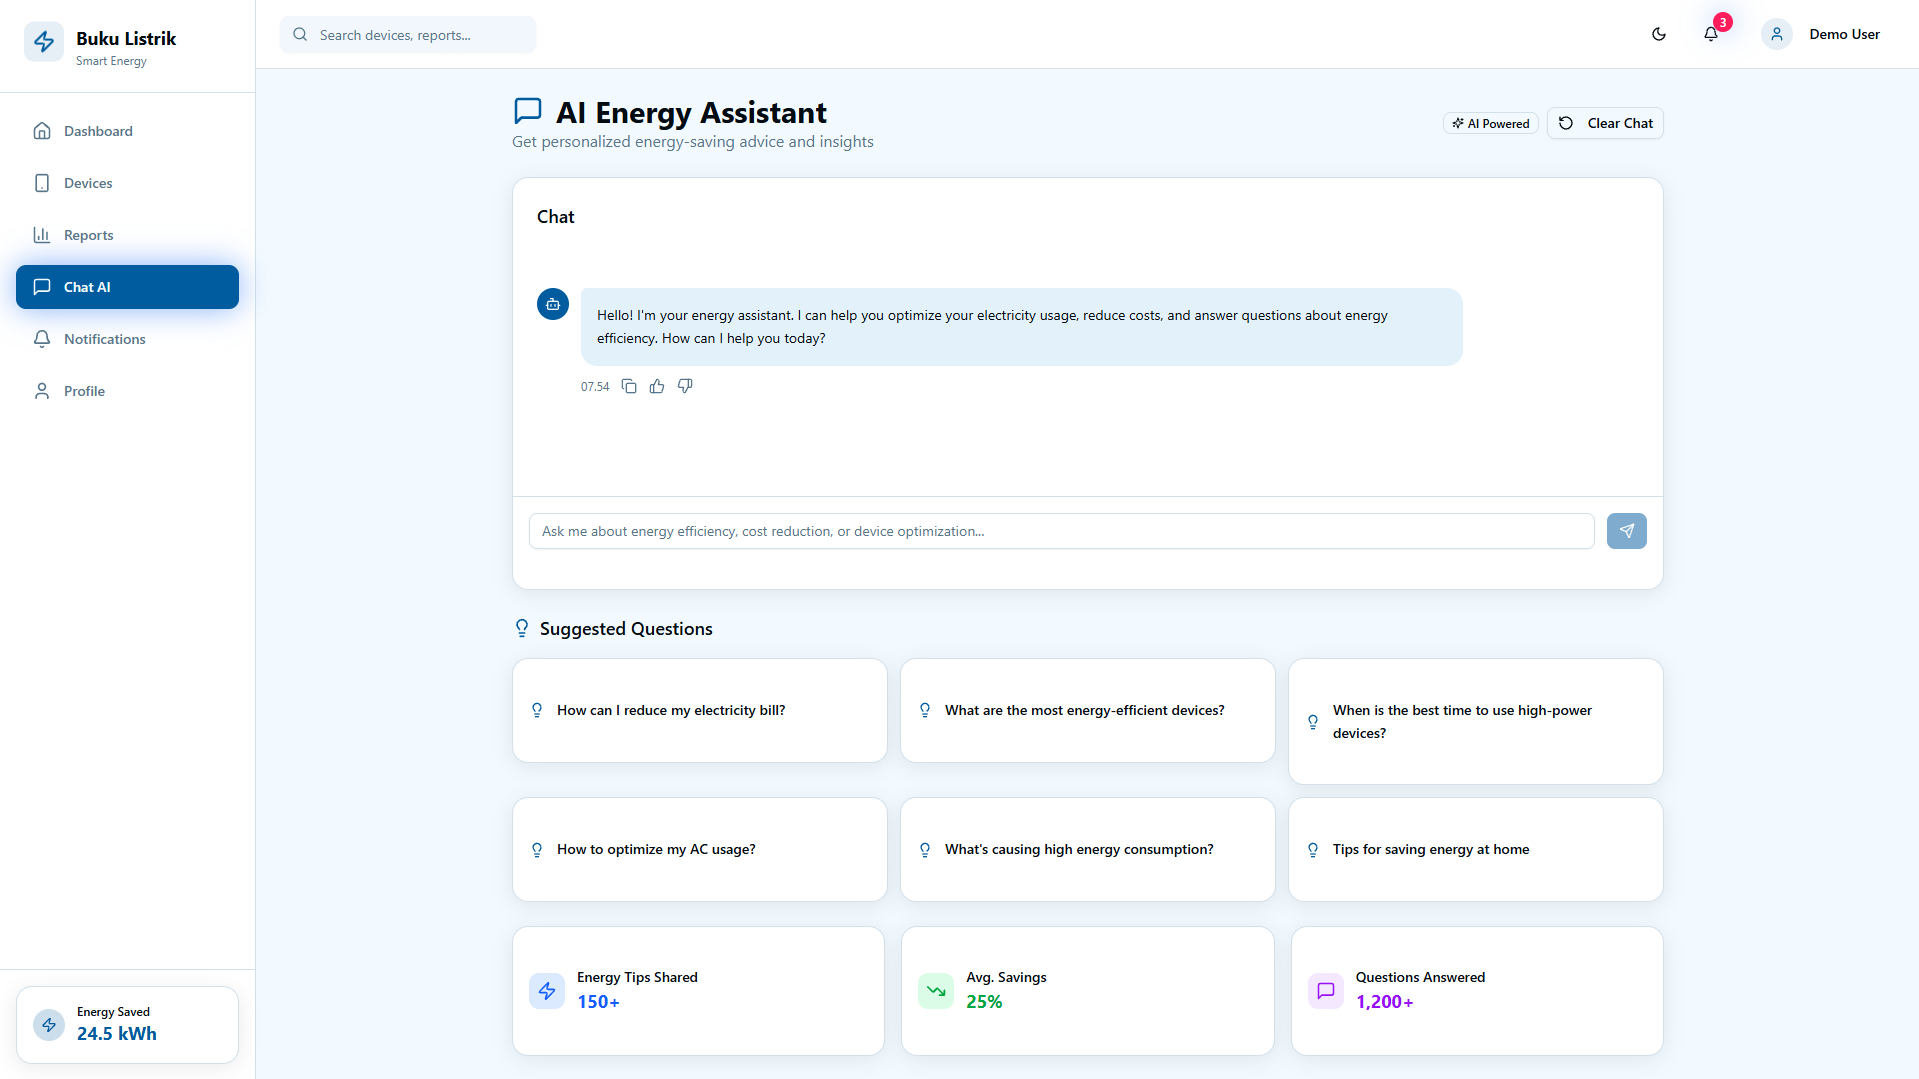 Buku Listrik
Smart Energy
Dashboard
Devices
Reports
Chat AI
Notifications
Profile
Energy Saved
24.5 kWh
Search devices, reports...
3
Demo User
AI Energy Assistant
Get personalized energy-saving advice and insights
AI Powered
Clear Chat
Chat
Hello! I'm your energy assistant. I can help you optimize your electricity usage, reduce costs, and answer questions about energy
efficiency. How can I help you today?
07.54
Ask me about energy efficiency, cost reduction, or device optimization...
Suggested Questions
How can I reduce my electricity bill?
What are the most energy-efficient devices?
When is the best time to use high-power
devices?
How to optimize my AC usage?
What's causing high energy consumption?
Tips for saving energy at home
Energy Tips Shared
150+
Avg. Savings
25%
Questions Answered
1,200+